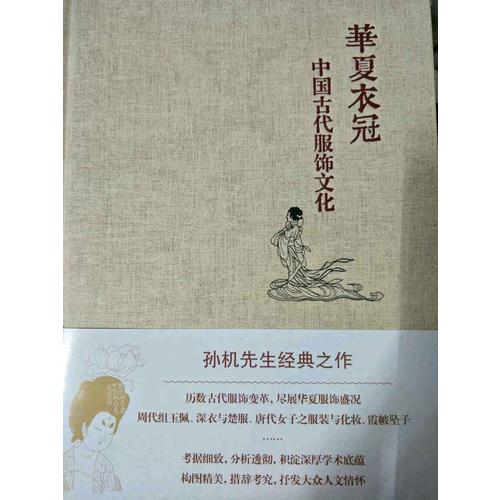 華夏衣冠
中国古代服饰文化
孙机先生经典之作
历数古代服饰变革,尽展华夏服饰盛况
周代组玉佩、深衣与楚服、唐代女子之服装与化妆、霞帔坠子
……
考据细致,分析透彻,积淀深厚学术底蕴
构图精美,措辞考究,抒发大众人文情怀